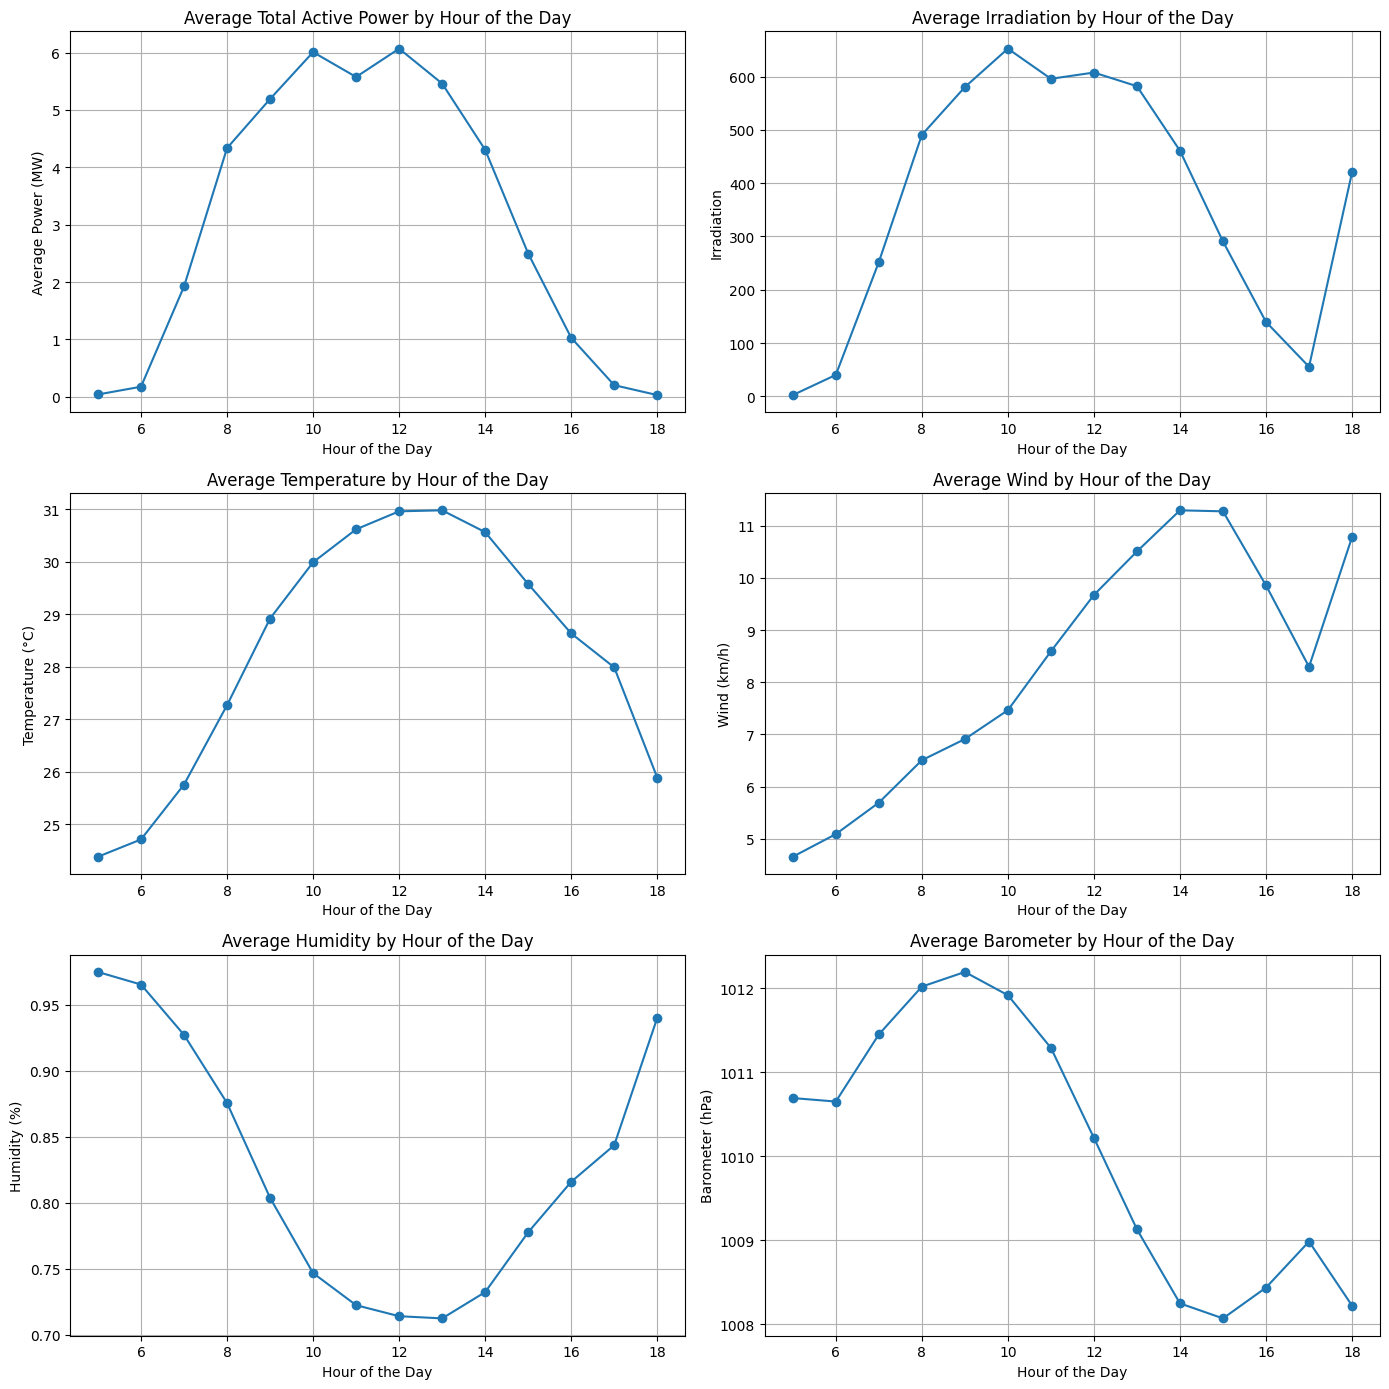 Average Total Active Power by Hour of the Day
Average Power (MW)
6
5
4
3
2
1
0
6 8 10 12 14 16 18
Hour of the Day
Average Irradiation by Hour of the Day
Irradiation
600
500
400
300
200
100
0
6 8 10 12 14 16 18
Hour of the Day
Average Temperature by Hour of the Day
Temperature (°C)
31
30
29
28
27
26
25
6 8 10 12 14 16 18
Hour of the Day
Average Wind by Hour of the Day
Wind (km/h)
11
10
9
8
7
6
5
6 8 10 12 14 16 18
Hour of the Day
Average Humidity by Hour of the Day
Humidity (%)
0.95
0.90
0.85
0.80
0.75
0.70
6 8 10 12 14 16 18
Hour of the Day
Average Barometer by Hour of the Day
Barometer (hPa)
1012
1011
1010
1009
1008
6 8 10 12 14 16 18
Hour of the Day